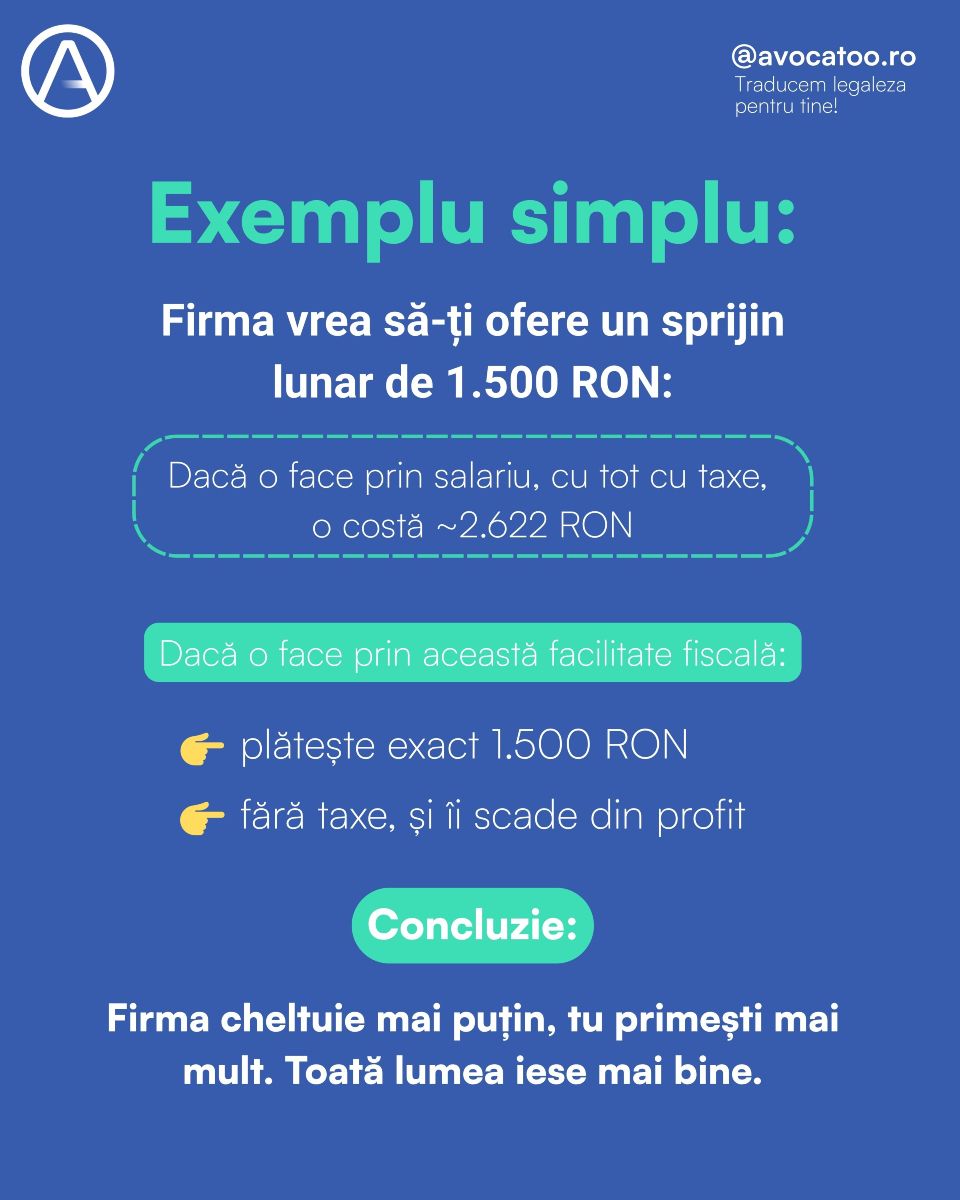 @avocatoo.ro
Traducem legaleza
pentru tine!
Exemplu simplu:
Firma vrea să-ți ofere un sprijin
lunar de 1.500 RON:
Dacă o face prin salariu, cu tot cu taxe,
o costă ~2.622 RON
Dacă o face prin această facilitate fiscală:
👉 plătește exact 1.500 RON
👉 fără taxe, și îi scade din profit
Concluzie:
Firma cheltuie mai puțin, tu primești mai
mult. Toată lumea iese mai bine.